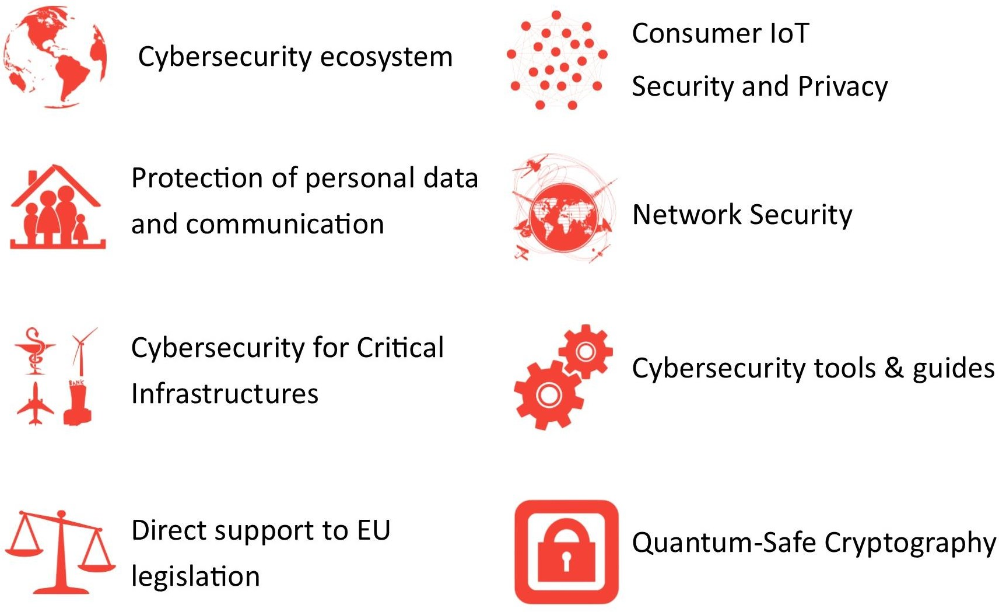 Cybersecurity ecosystem
Consumer IoT
Security and Privacy
Protection of personal data
and communication
Network Security
Cybersecurity for Critical
Infrastructures
BANK
Cybersecurity tools & guides
Direct support to EU
legislation
Quantum-Safe Cryptography